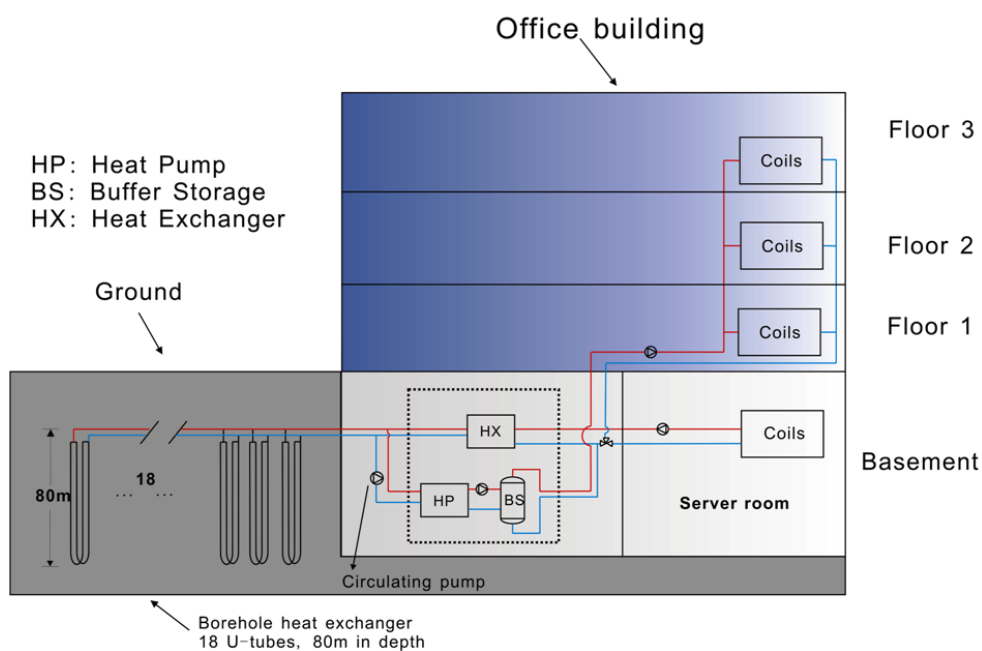 Office building
Floor 3
HP: Heat Pump
BS: Buffer Storage
HX: Heat Exchanger
Coils
Floor 2
Coils
Ground
Floor 1
Coils
HX
Coils
Basement
80m
18
... ...
HP
BS
Server room
Circulating pump
Borehole heat exchanger
18 U-tubes, 80m in depth